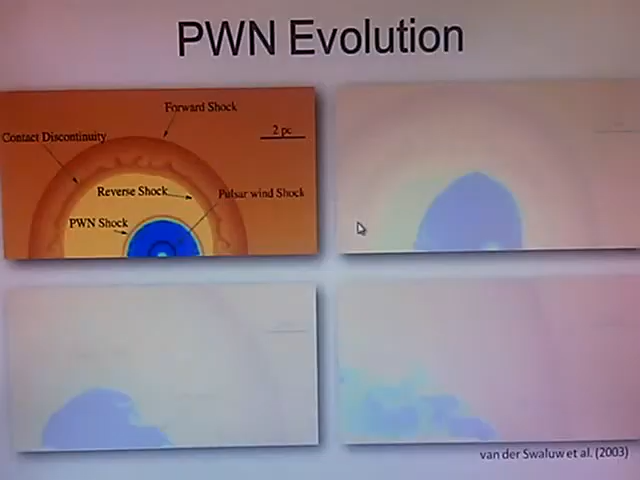 PWN Evolution
Forward Shock
2 pc
Contact Discontinuity
Reverse Shock
Pulsar wind Shock
PWN Shock
van der Swaluw et al. (2003)